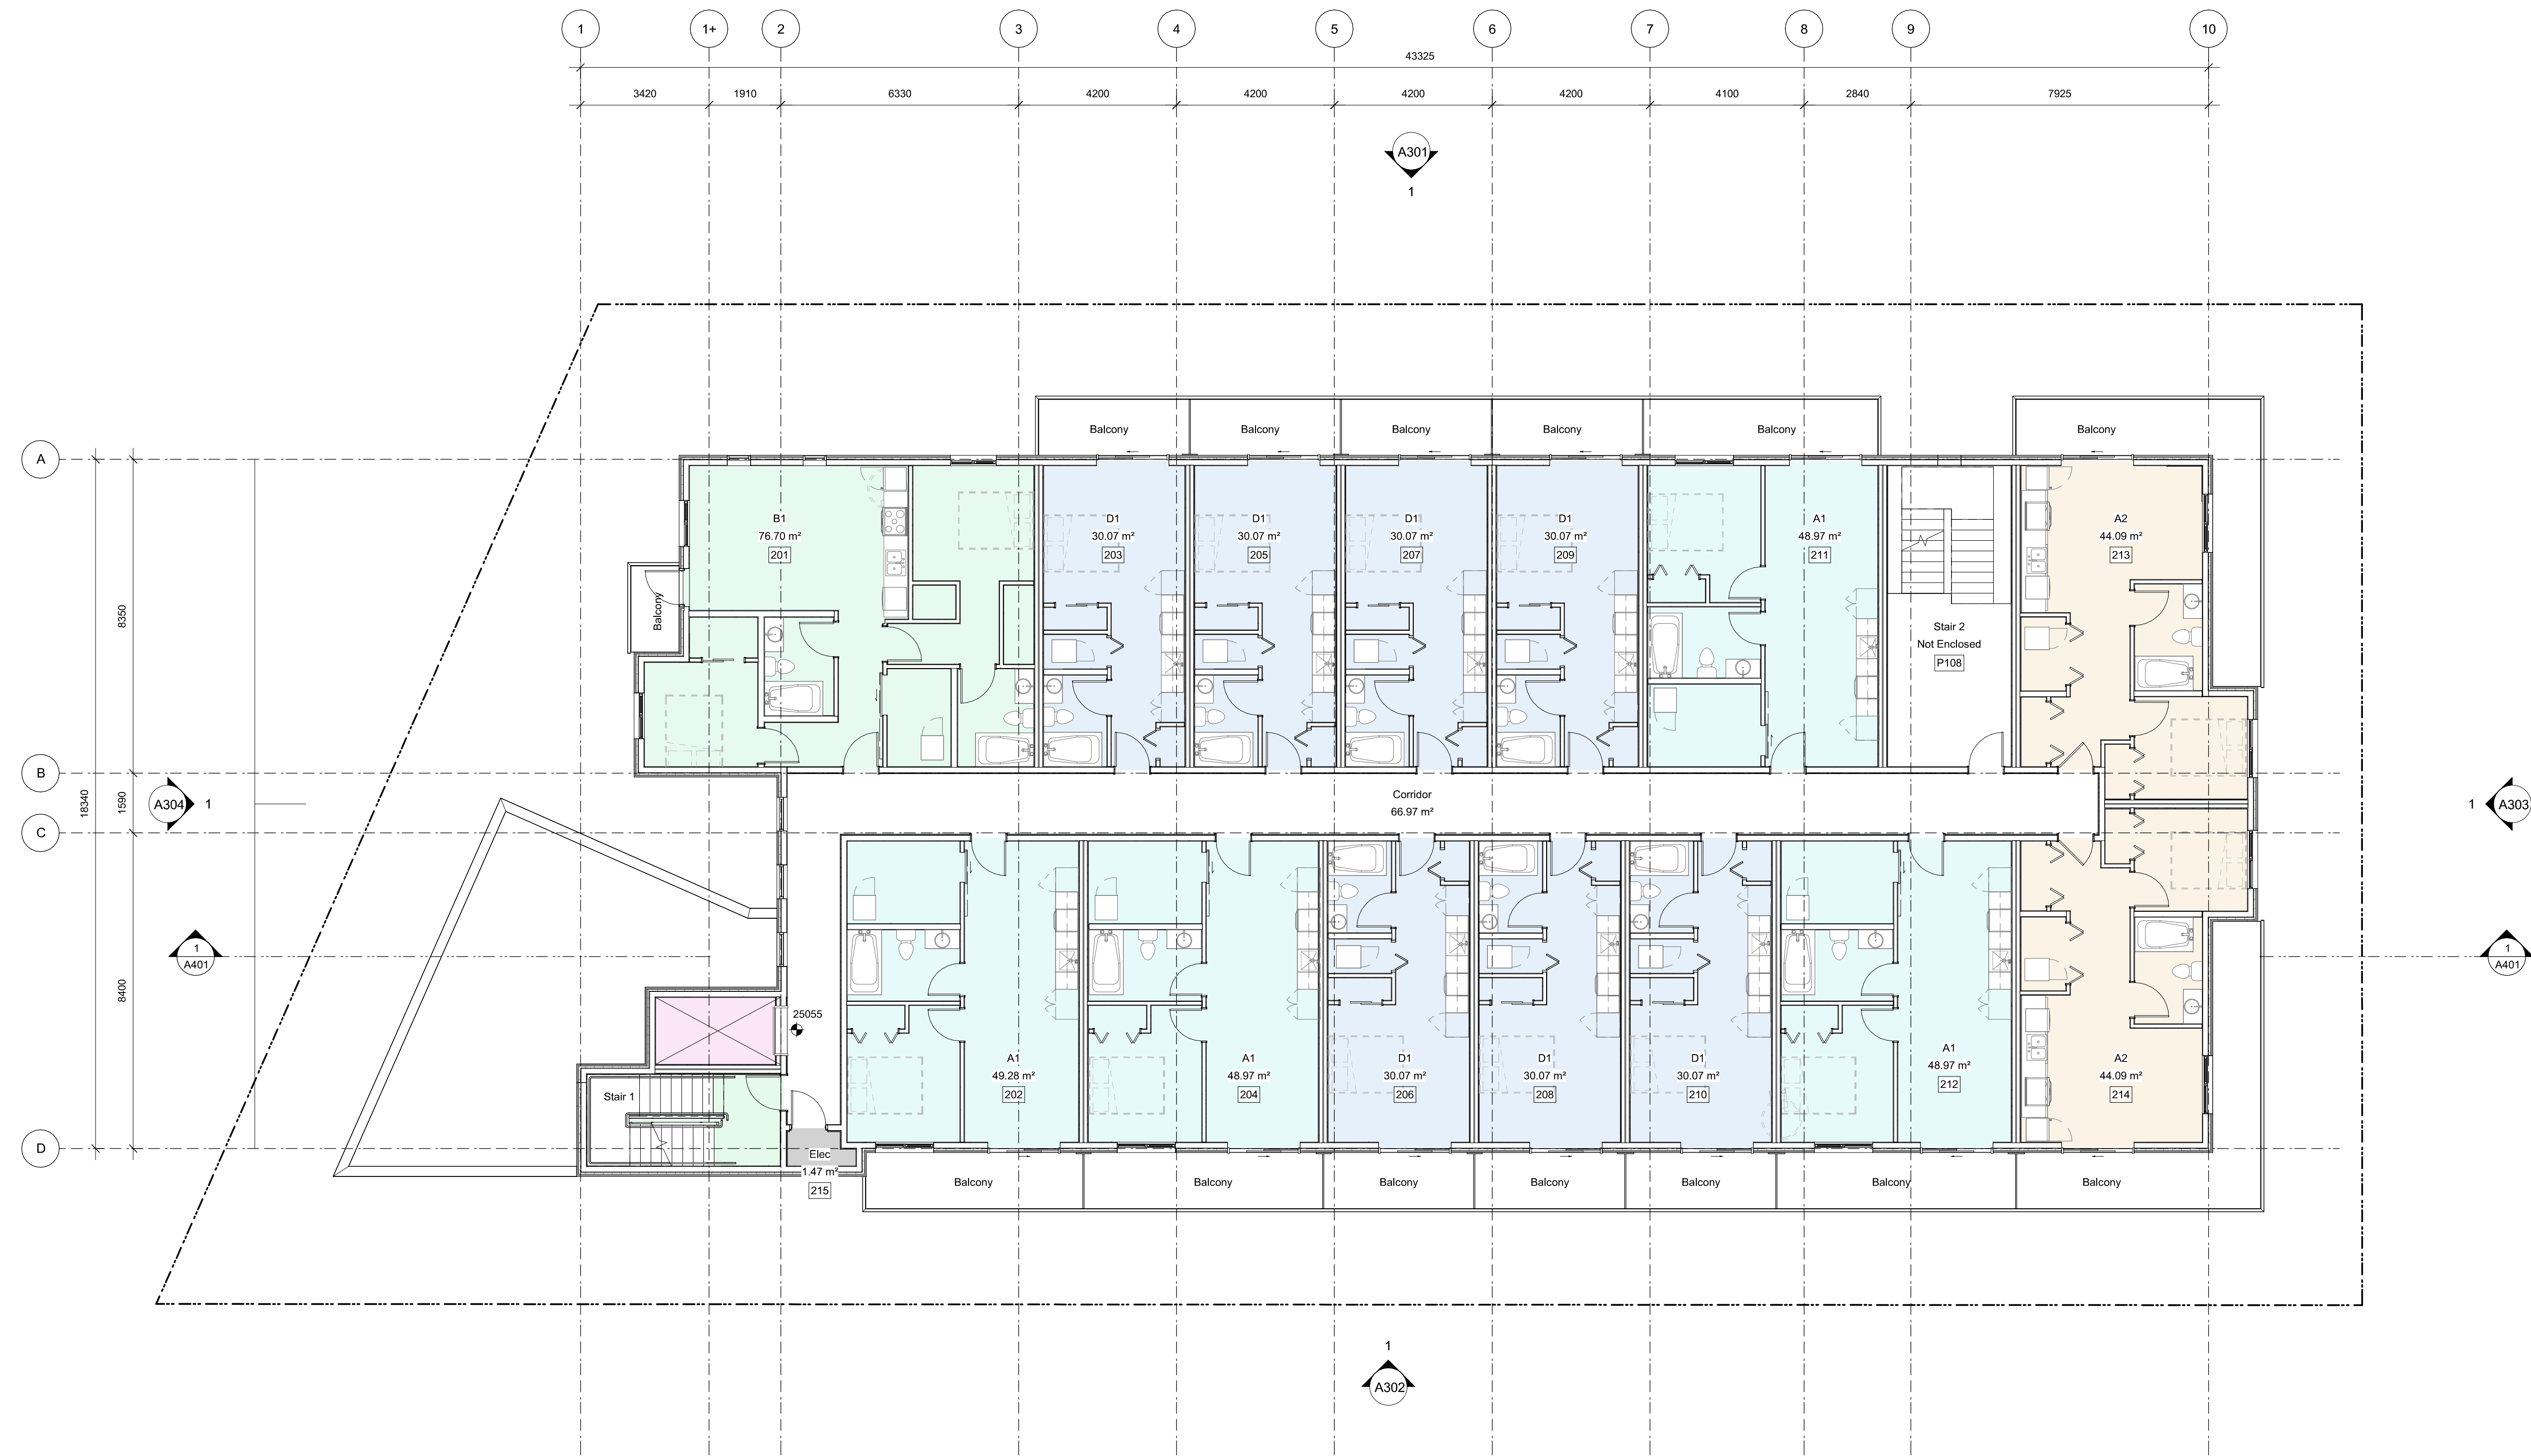 1
1+
2
3
4
5
6
7
8
9
10
43325
3420
1910
6330
4200
4200
4200
4200
4100
2840
7925
A301
1
Balcony
Balcony
Balcony
Balcony
Balcony
Balcony
A
B1
76.70 m²
201
D1
30.07 m²
203
D1
30.07 m²
205
D1
30.07 m²
207
D1
30.07 m²
209
A1
48.97 m²
211
A2
44.09 m²
213
Balcony
8350
Stair 2
Not Enclosed
P108
B
18340
1590
A304
1
Corridor
66.97 m²
1
A303
C
1
A401
1
A401
8400
25055
Stair 1
A1
49.28 m²
202
A1
48.97 m²
204
D1
30.07 m²
206
D1
30.07 m²
208
D1
30.07 m²
210
A1
48.97 m²
212
A2
44.09 m²
214
D
Elec
1.47 m²
215
Balcony
Balcony
Balcony
Balcony
Balcony
Balcony
Balcony
1
A302